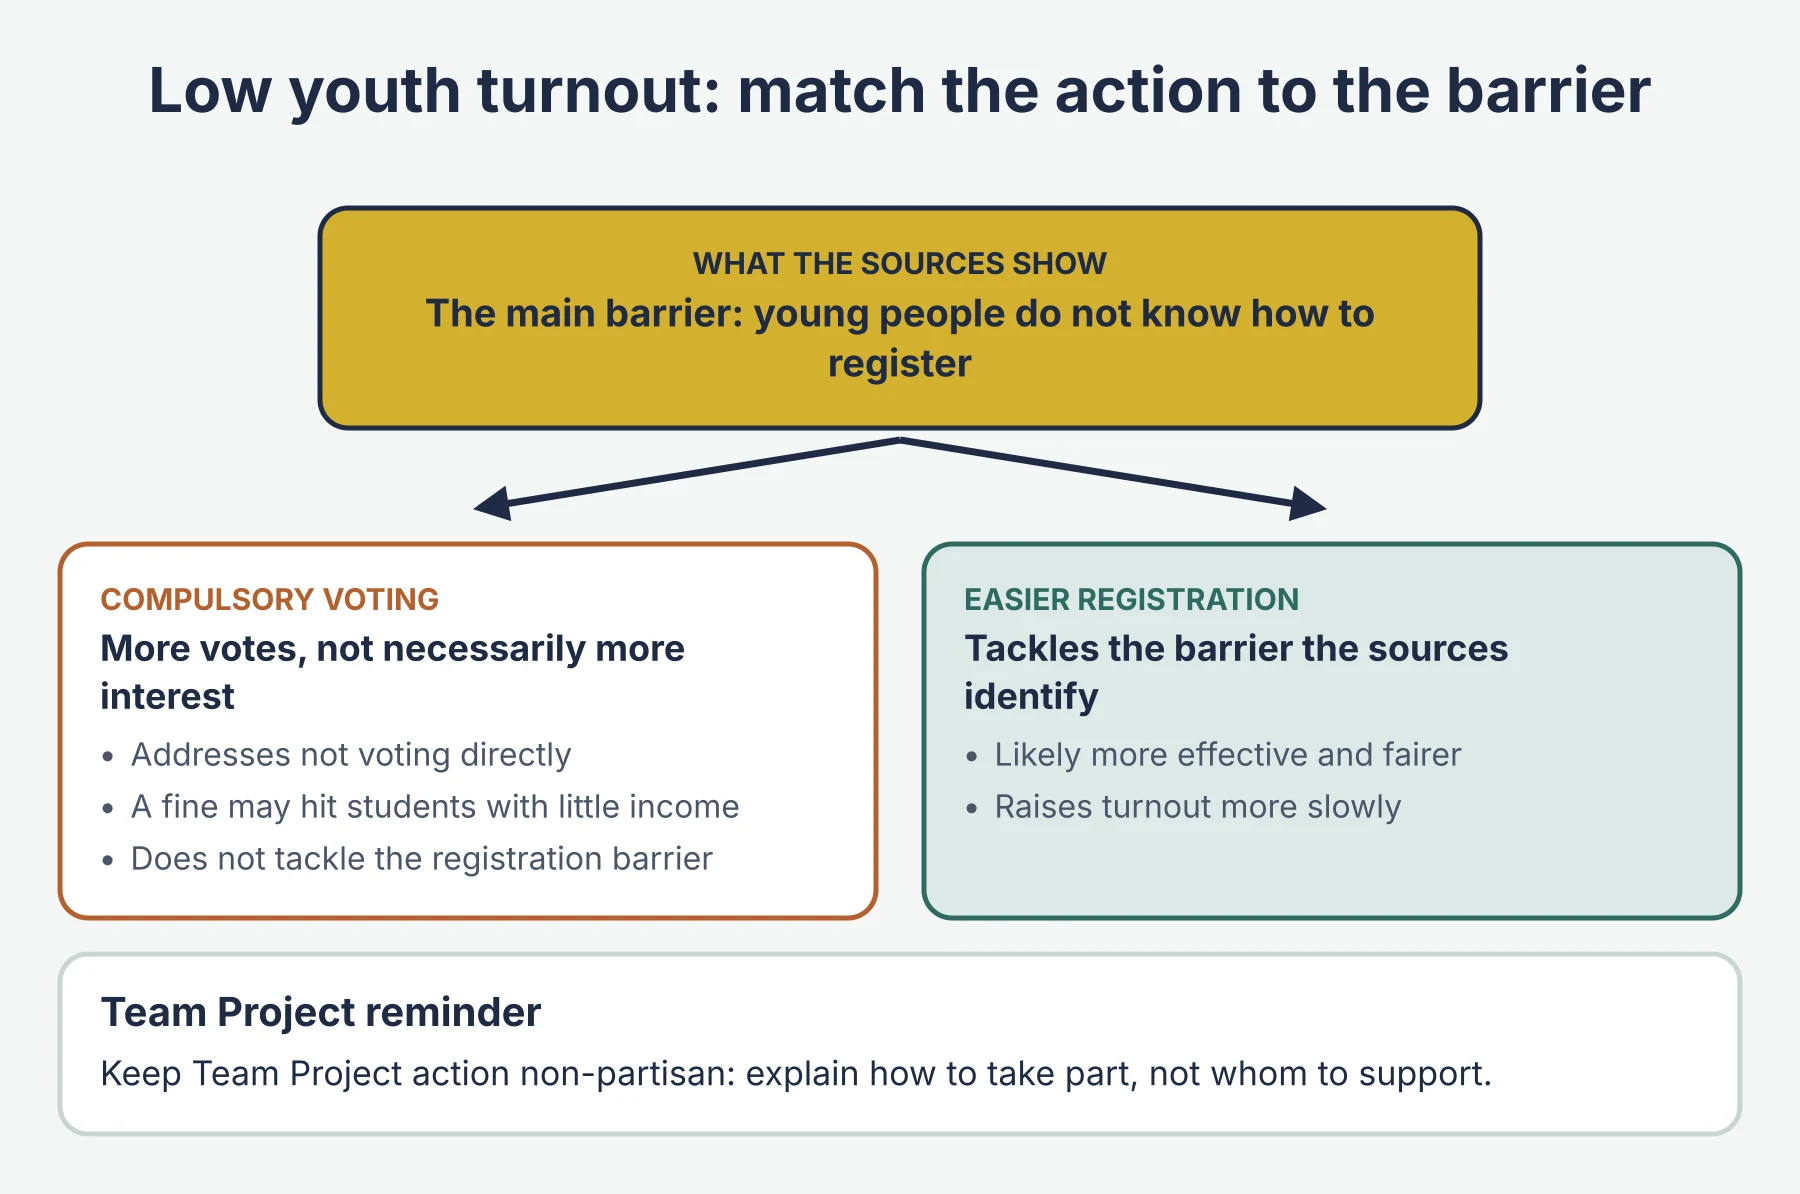 Low youth turnout: match the action to the barrier
WHAT THE SOURCES SHOW
The main barrier: young people do not know how to
register
COMPULSORY VOTING
More votes, not necessarily more
interest
• Addresses not voting directly
• A fine may hit students with little income
• Does not tackle the registration barrier
EASIER REGISTRATION
Tackles the barrier the sources
identify
• Likely more effective and fairer
• Raises turnout more slowly
Team Project reminder
Keep Team Project action non-partisan: explain how to take part, not whom to support.